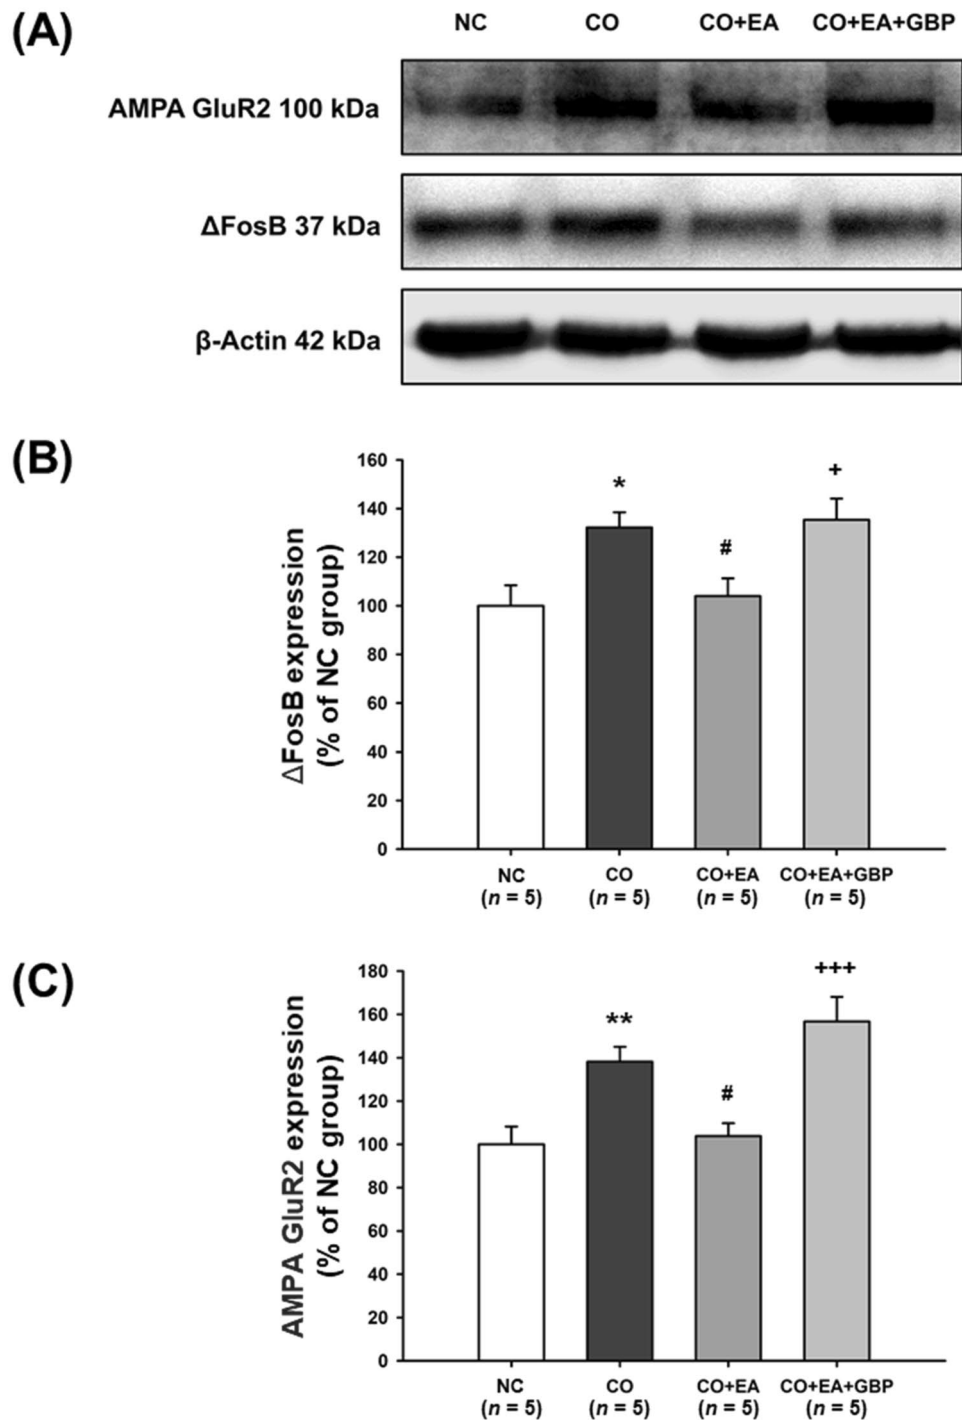 (A)
NC CO CO+EA CO+EA+GBP
AMPA GluR2 100 kDa
ΔFosB 37 kDa
β-Actin 42 kDa
(B)
ΔFosB expression
(% of NC group)
160
140
120
100
80
60
40
20
0
*
#
+
NC CO CO+EA CO+EA+GBP
(n = 5) (n = 5) (n = 5) (n = 5)
(C)
AMPA GluR2 expression
(% of NC group)
180
160
140
120
100
80
60
40
20
0
**
#
+++
NC CO CO+EA CO+EA+GBP
(n = 5) (n = 5) (n = 5) (n = 5)